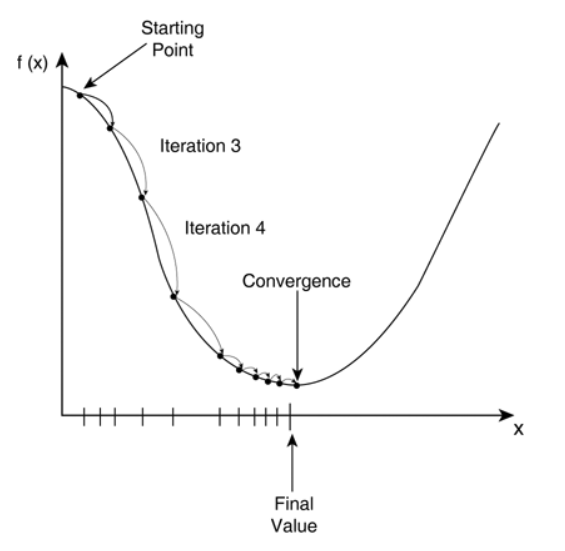 Starting
Point
f (x)
Iteration 3
Iteration 4
Convergence
x
Final
Value